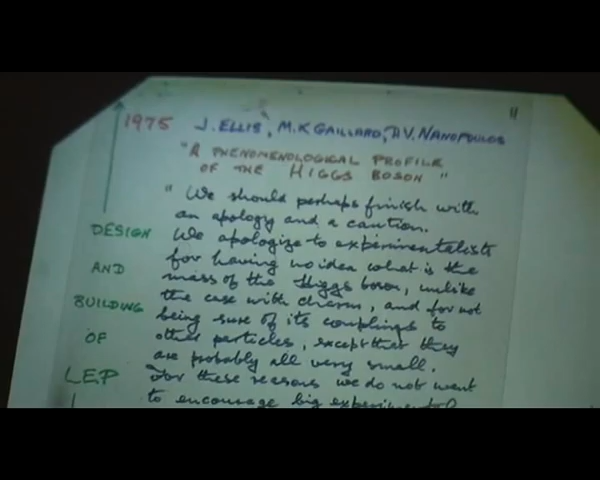 11
1975 J. ELLIS, M. K GAILLARD, D.V. NANOPOULOS
"A PHENOMENOLOGICAL PROFILE
OF THE HIGGS BOSON"
"We should perhaps finish with
an apology and a caution.
We apologize to experimentalists
for having no idea what is the
mass of the Higgs boson, unlike
the case with charm, and for not
being sure of its couplings to
other particles, except that they
are probably all very small.
For these reasons we do not want
to encourage big experimental
DESIGN
AND
BUILDING
OF
LEP